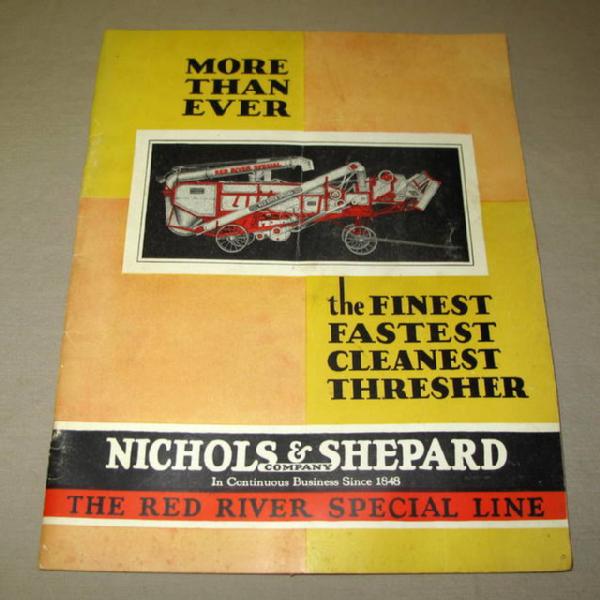 MORE
THAN
EVER
RED RIVER SPECIAL
the FINEST
FASTEST
CLEANEST
THRESHER
NICHOLS & SHEPARD
COMPANY
In Continuous Business Since 1848
THE RED RIVER SPECIAL LINE